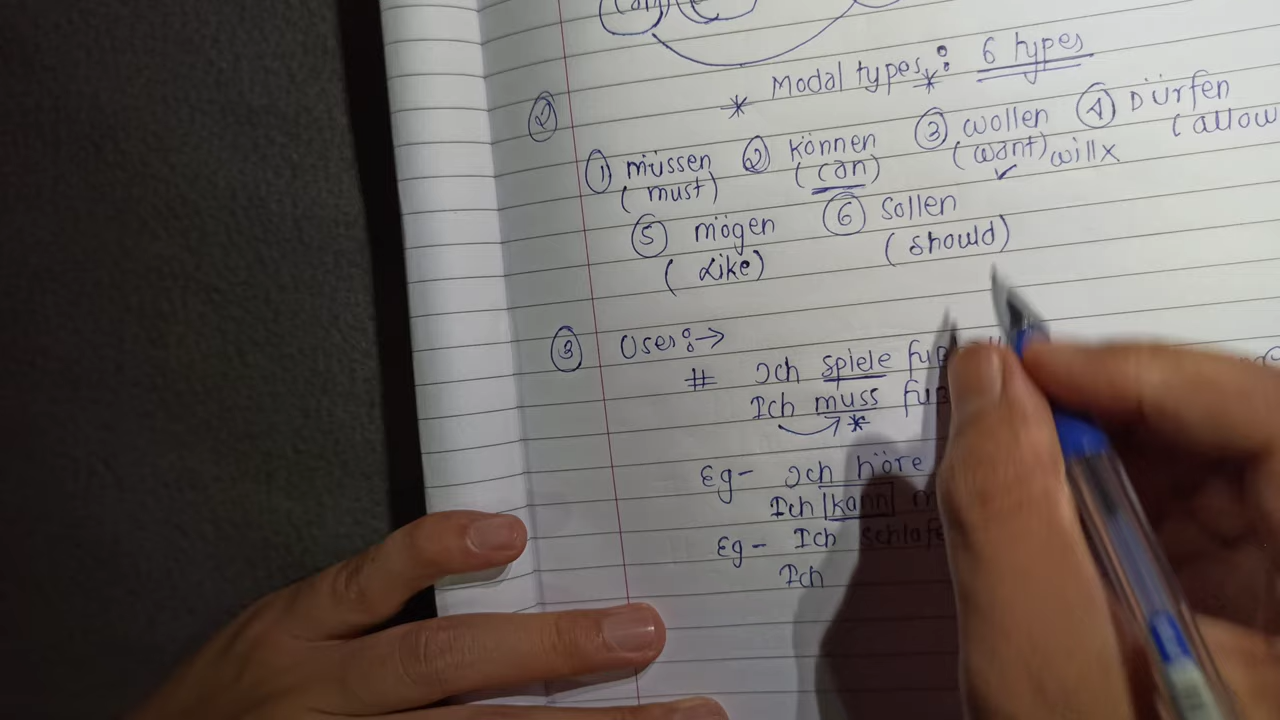 ② * Modal types * : 6 types
① müssen ② können ③ wollen ④ Dürfen
(must) (can) (want) will x (allow
⑤ mögen ⑥ sollen
(Like) (should)
③ Uses :→
# Ich spiele
Ich muss
Eg- Ich höre
Ich kann
Eg- Ich schlafe
Ich